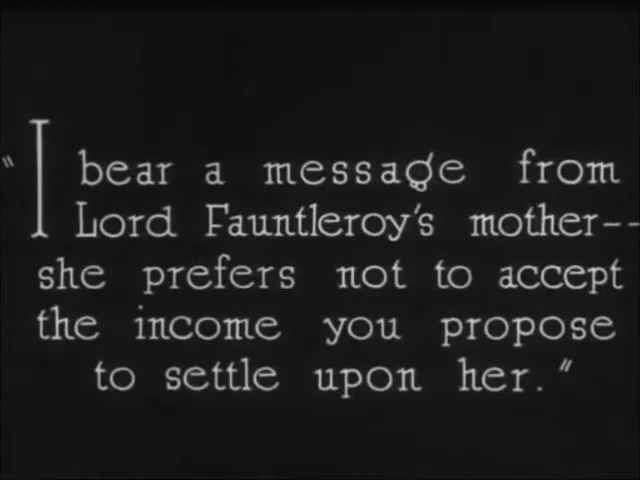 "I bear a message from
Lord Fauntleroy's mother--
she prefers not to accept
the income you propose
to settle upon her."